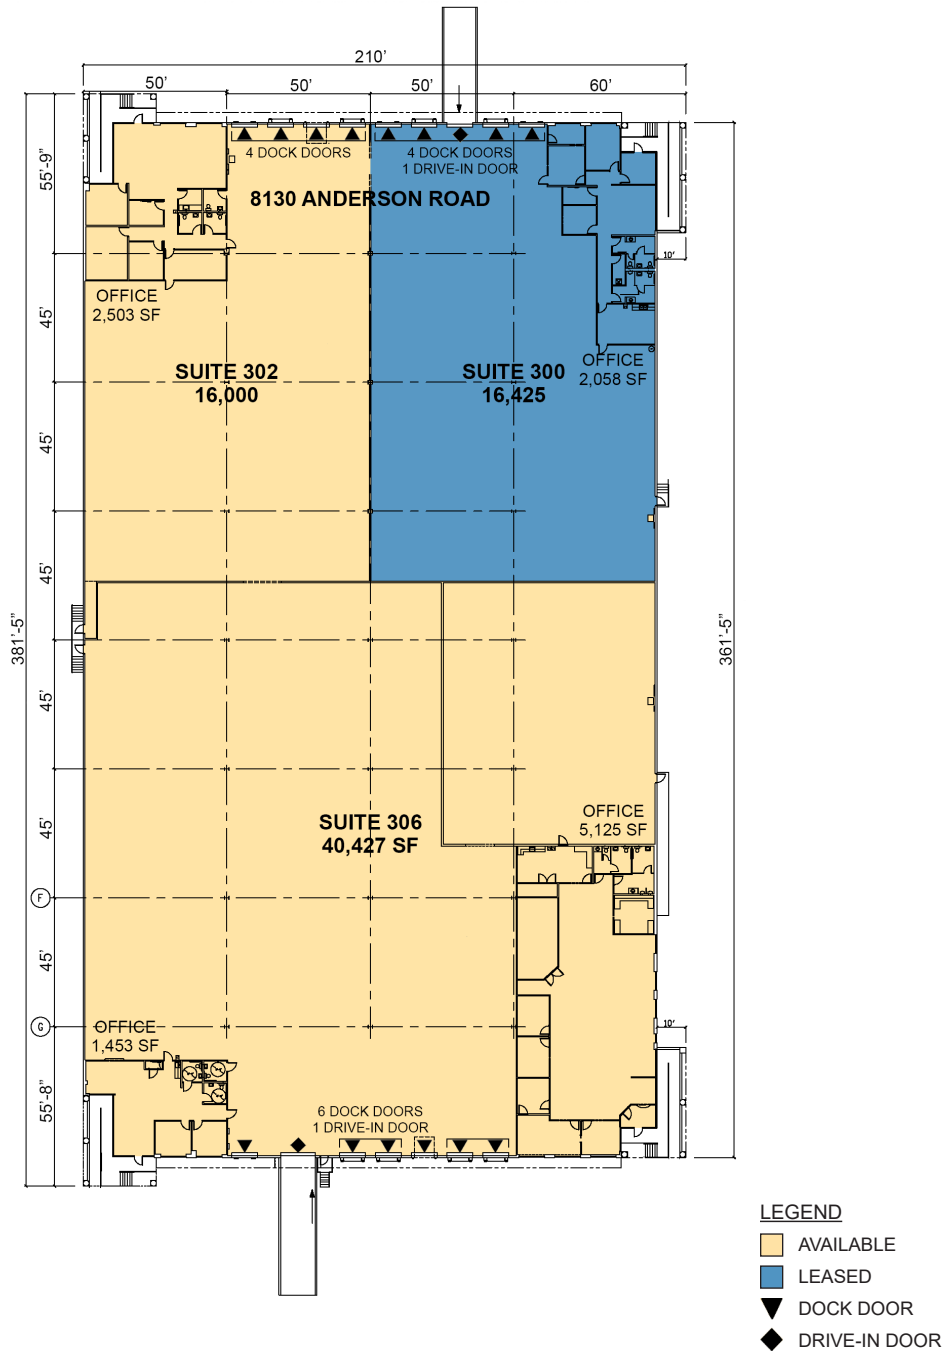 210’
50’
50’
50’
60’
55’-9”
4 DOCK DOORS
4 DOCK DOORS
1 DRIVE-IN DOOR
8130 ANDERSON ROAD
10’
OFFICE
2,503 SF
45’
SUITE 302
16,000
SUITE 300
16,425
OFFICE
2,058 SF
45’
45’
381’-5”
361’-5”
45’
45’
SUITE 306
40,427 SF
OFFICE
5,125 SF
F
45’
G
OFFICE
1,453 SF
10’
55’-8”
6 DOCK DOORS
1 DRIVE-IN DOOR
LEGEND
AVAILABLE
LEASED
DOCK DOOR
DRIVE-IN DOOR